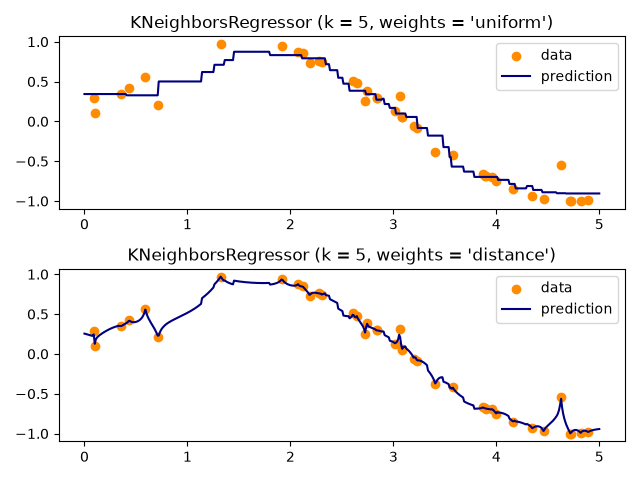 KNeighborsRegressor (k = 5, weights = 'uniform')
1.0
0.5
0.0
−0.5
−1.0
data
prediction
0 1 2 3 4 5
KNeighborsRegressor (k = 5, weights = 'distance')
1.0
0.5
0.0
−0.5
−1.0
data
prediction
0 1 2 3 4 5